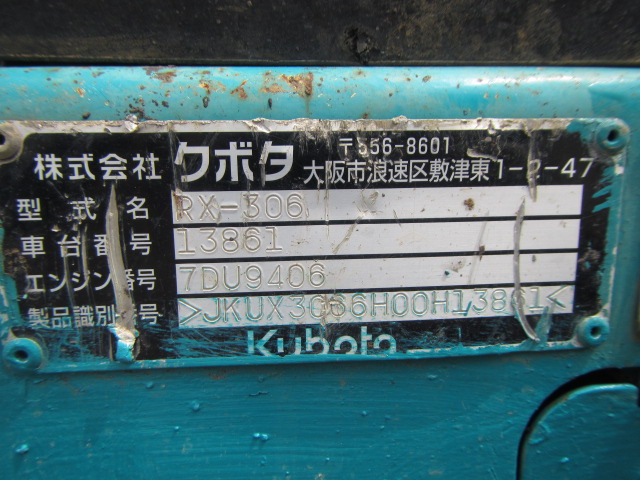 〒556-8601
株式会社 クボタ 大阪市浪速区敷津東1-2-47
型式名 RX-306
車台番号 13861
エンジン番号 7DU9406
製品識別番号 >JKUX3066H00H13861<
Kubota